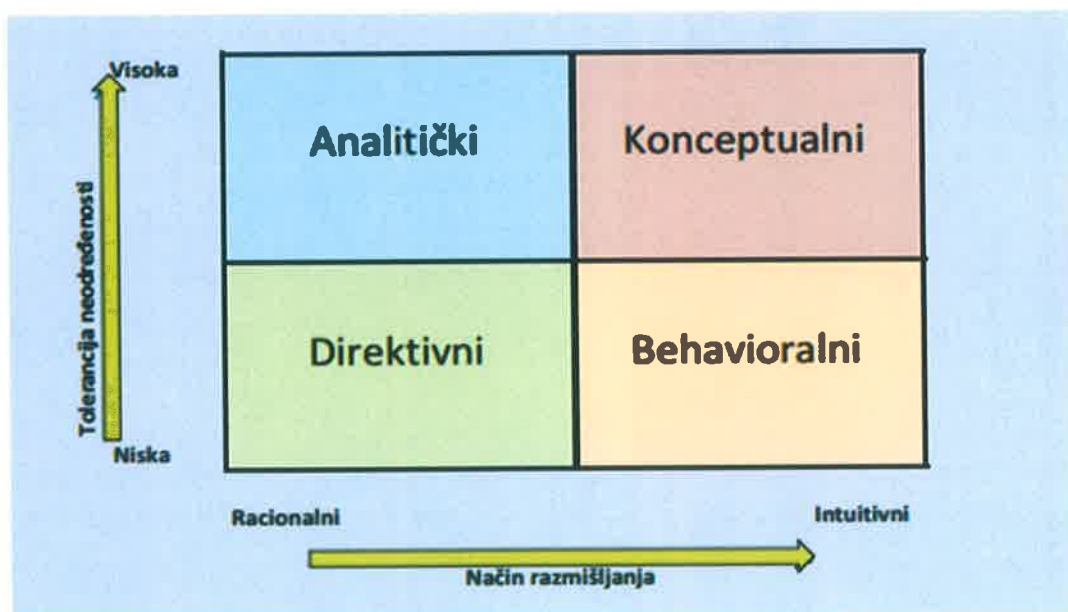 Visoka
Analitički
Konceptualni
Tolerancija neodređenosti
Direktivni
Behavioralni
Niska
Racionalni
Intuitivni
Način razmišljanja